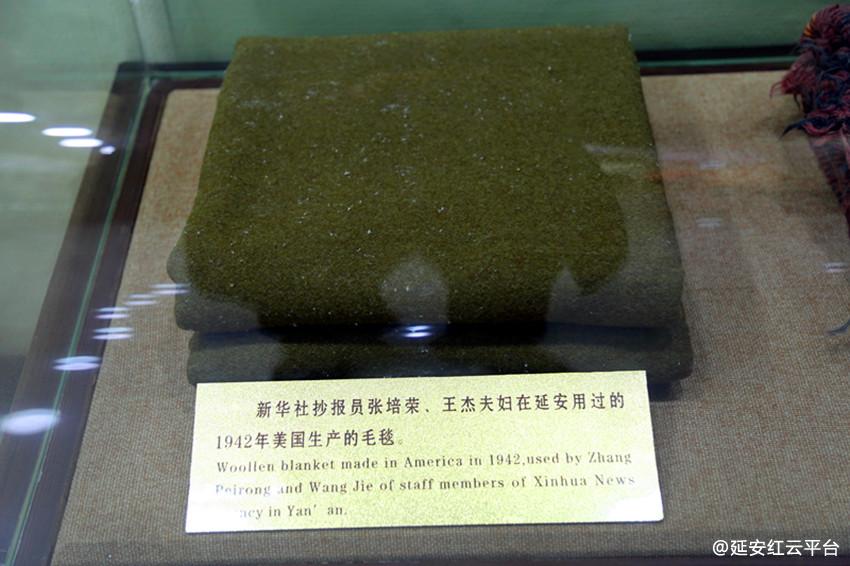 新华社抄报员张培荣、王杰夫妇在延安用过的
1942年美国生产的毛毯。
Woollen blanket made in America in 1942,used by Zhang
Peirong and Wang Jie of staff members of Xinhua News
in Yan'an.
@延安红云平台